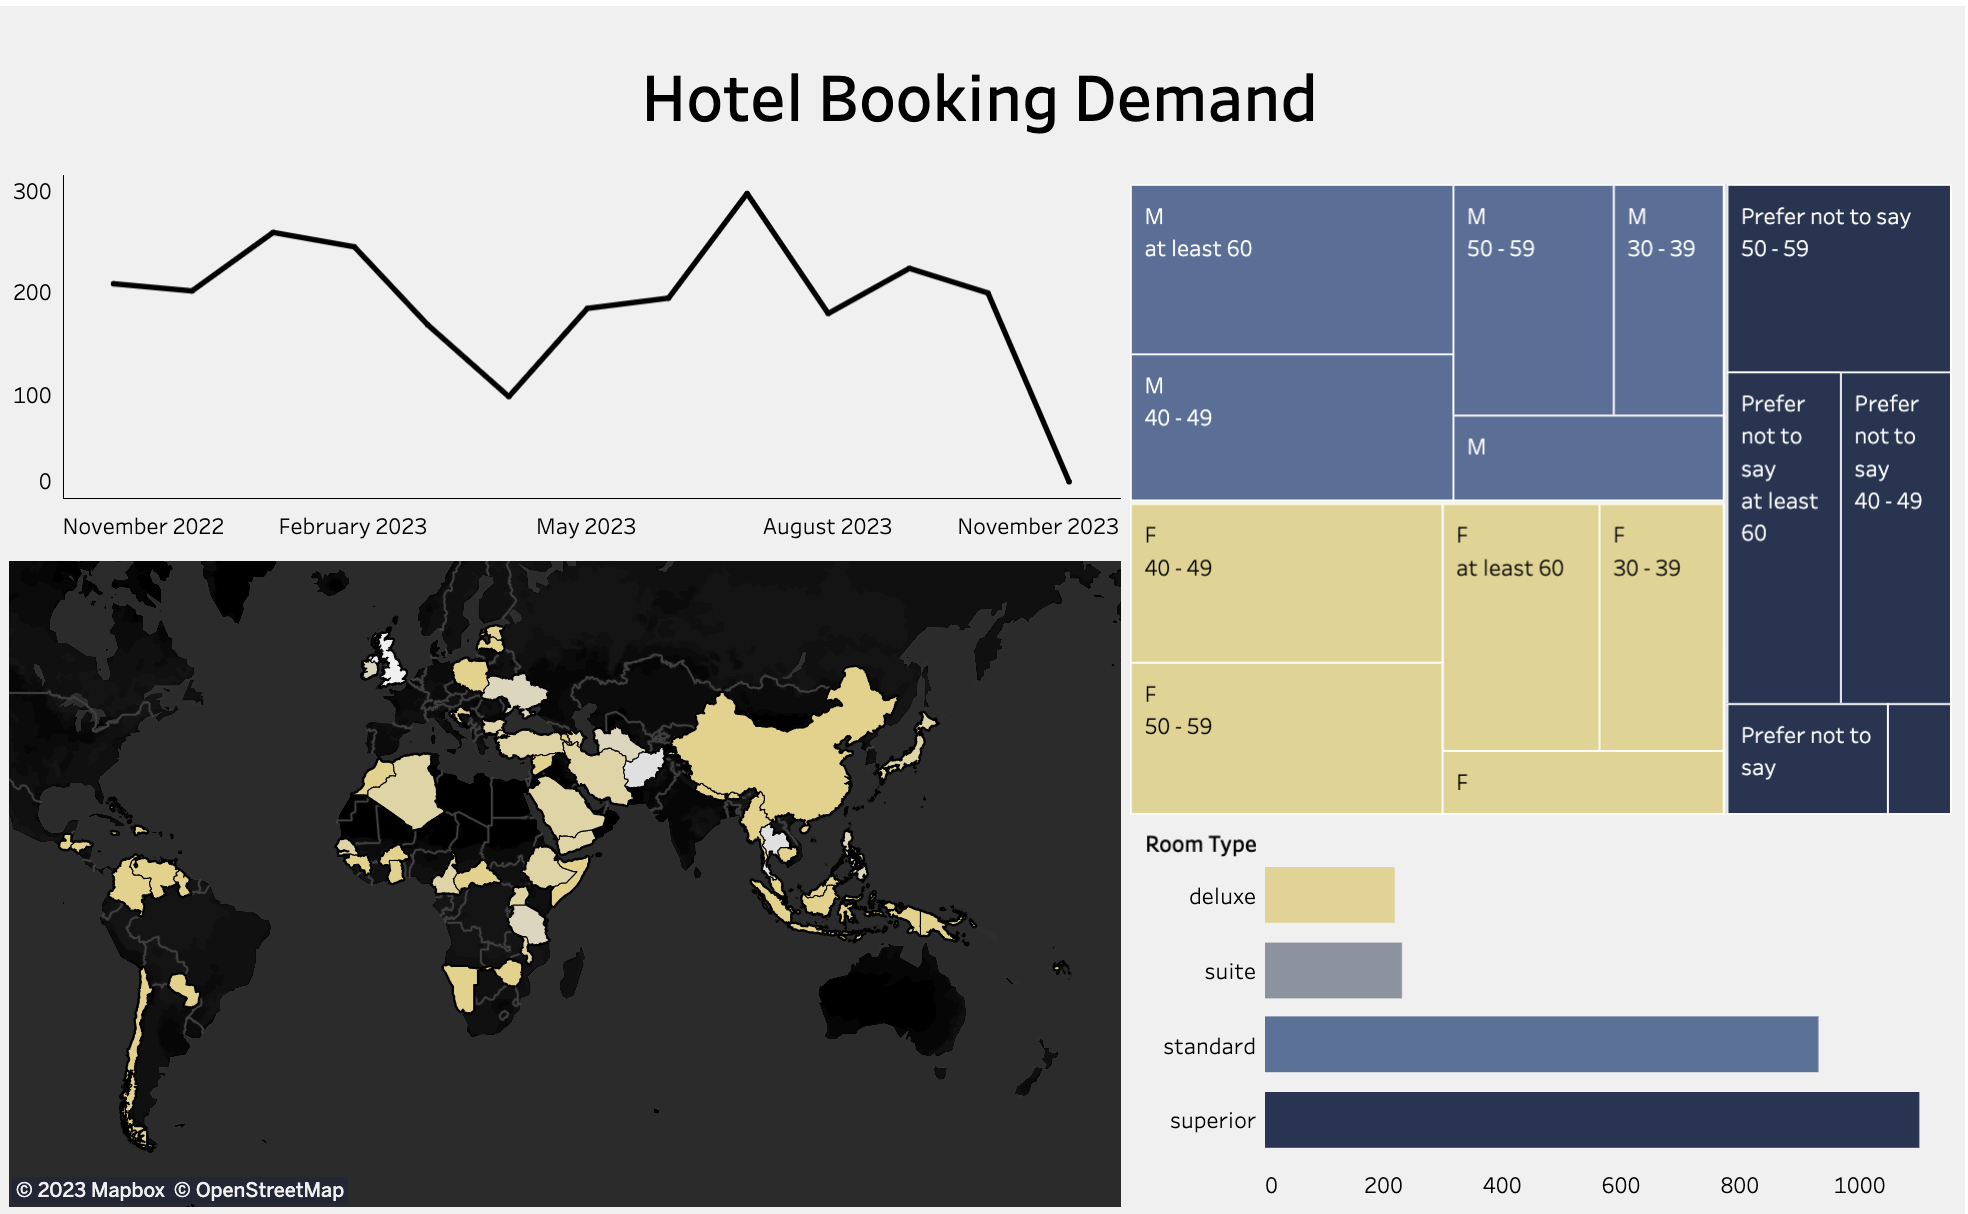 Hotel Booking Demand
300
200
100
0
November 2022
February 2023
May 2023
August 2023
November 2023
M
at least 60
M
50 - 59
M
30 - 39
M
40 - 49
M
Prefer not to say
50 - 59
Prefer
not to
say
at least
60
Prefer
not to
say
40 - 49
Prefer not to
say
F
40 - 49
F
at least 60
F
30 - 39
F
50 - 59
F
© 2023 Mapbox © OpenStreetMap
Room Type
deluxe
suite
standard
superior
0
200
400
600
800
1000